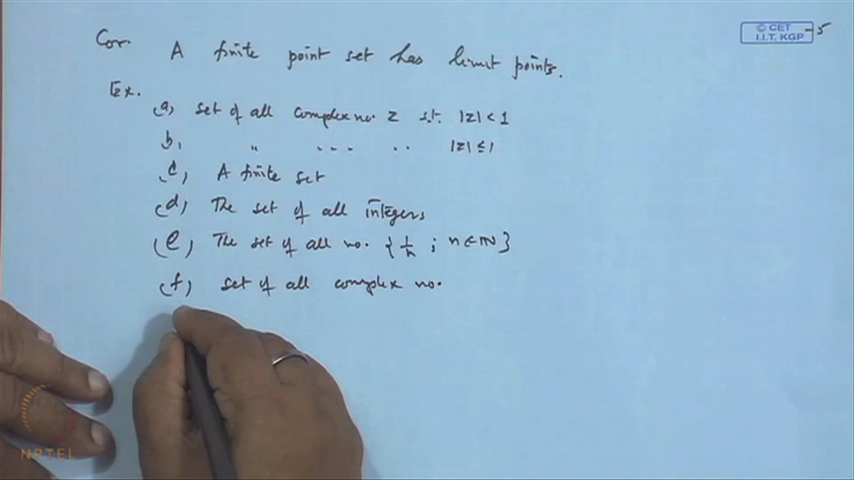 © CET
I.I.T. KGP
-5
Cor. A finite point set has limit points.
Ex.
(a) set of all complex no. z s.t. |z| < 1
b, " ... .. |z| ≤ 1
(c) A finite set
(d) The set of all integers
(e) The set of all no. { 1/n ; n ∈ IN }
(f) set of all complex no.
NPTEL